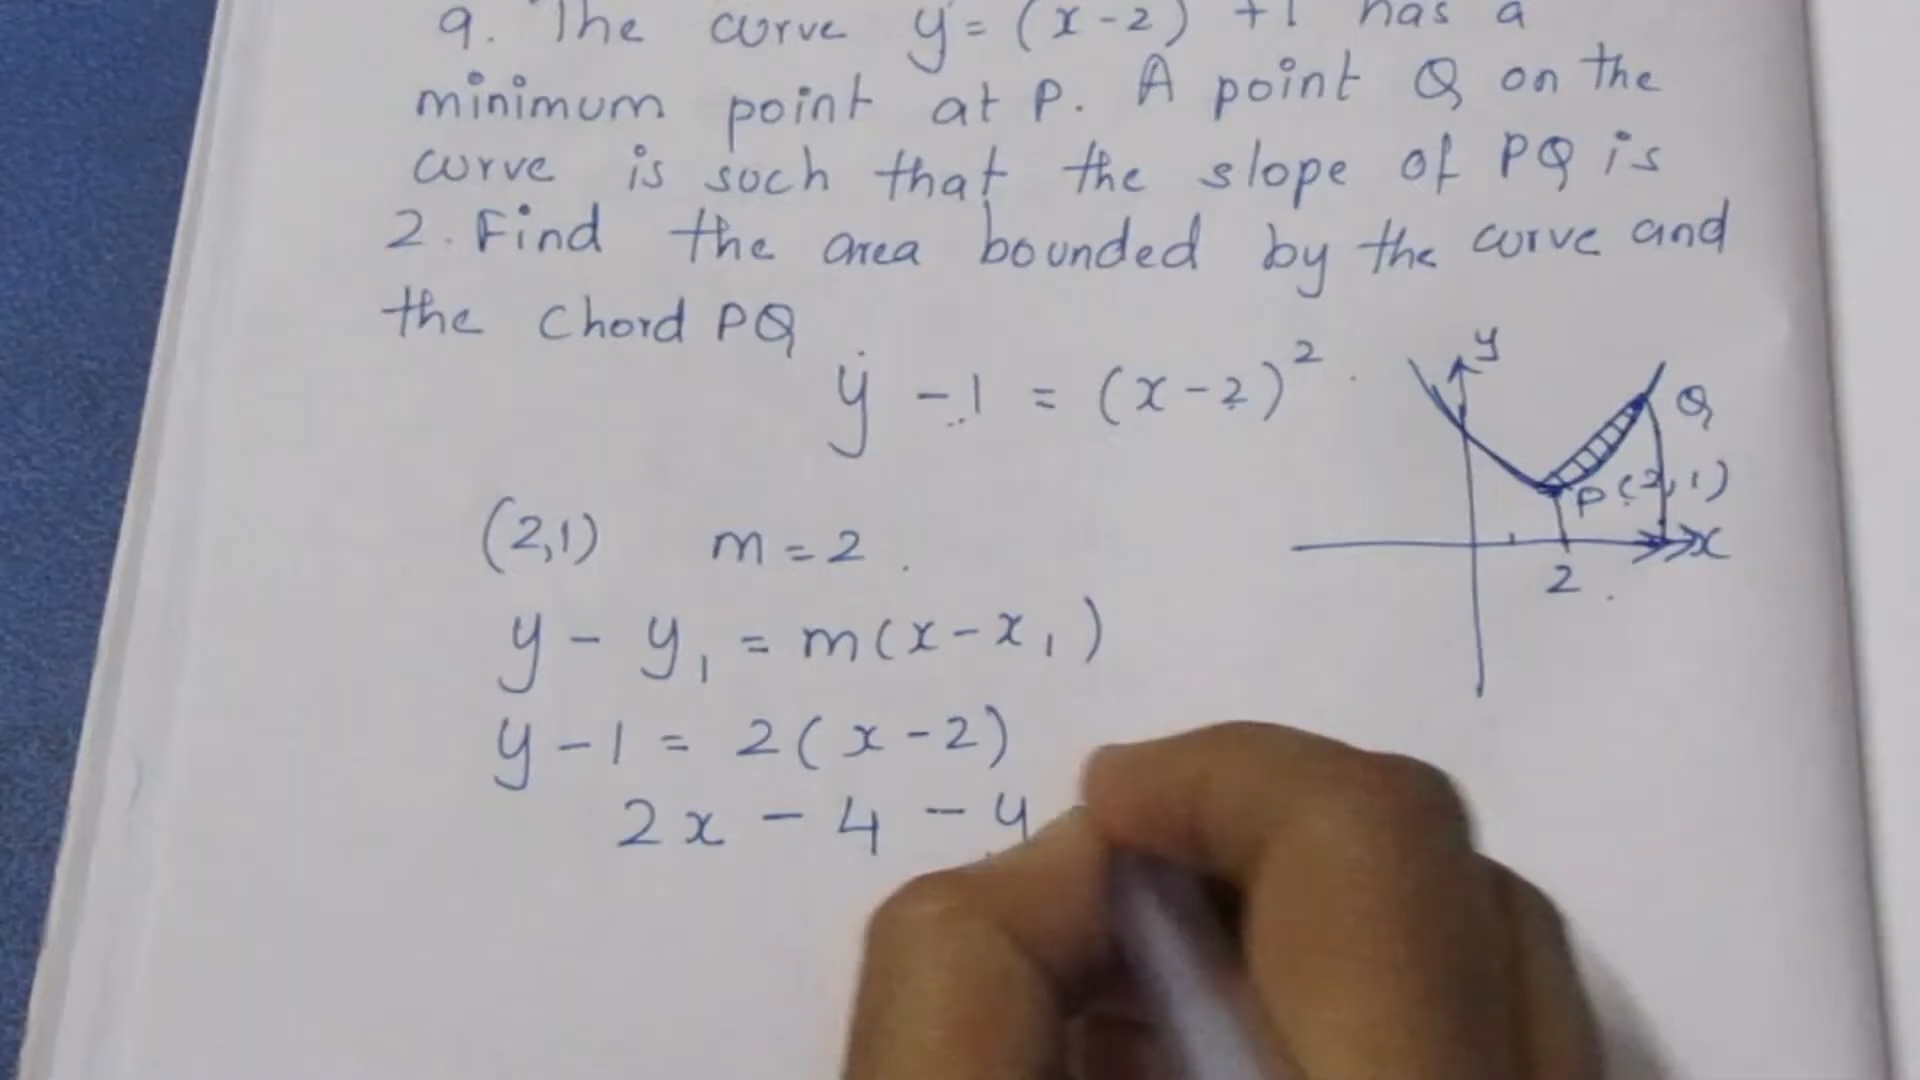 9. The curve y = (x-2) +1 has a
minimum point at P. A point Q on the
curve is such that the slope of PQ is
2. Find the area bounded by the curve and
the chord PQ
y - 1 = (x-2)²
y
Q
P(2,1)
x
2
(2,1) m = 2
y - y₁ = m(x-x₁)
y-1 = 2(x-2)
2x - 4 - y